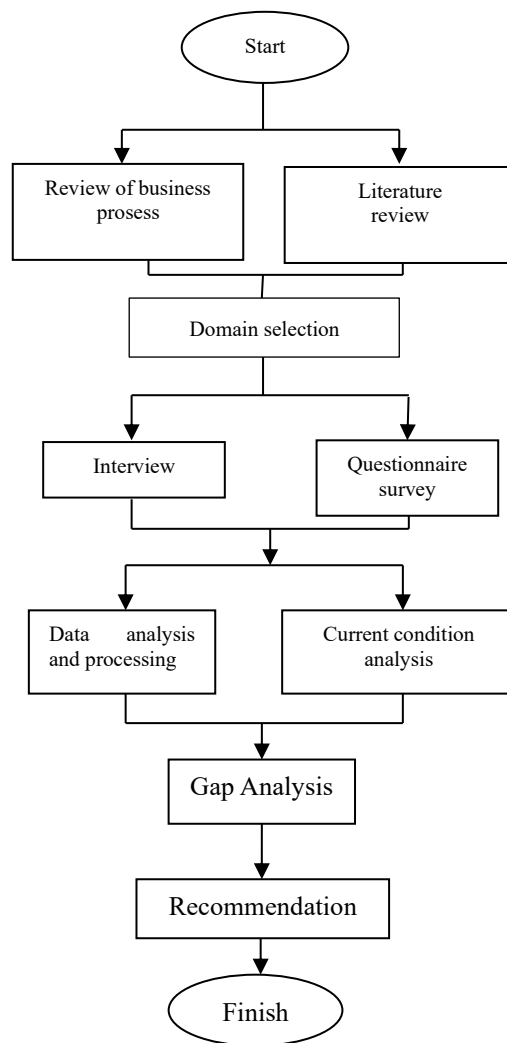 Start
Review of business
prosess
Literature
review
Domain selection
Interview
Questionnaire
survey
Data analysis
and processing
Current condition
analysis
Gap Analysis
Recommendation
Finish